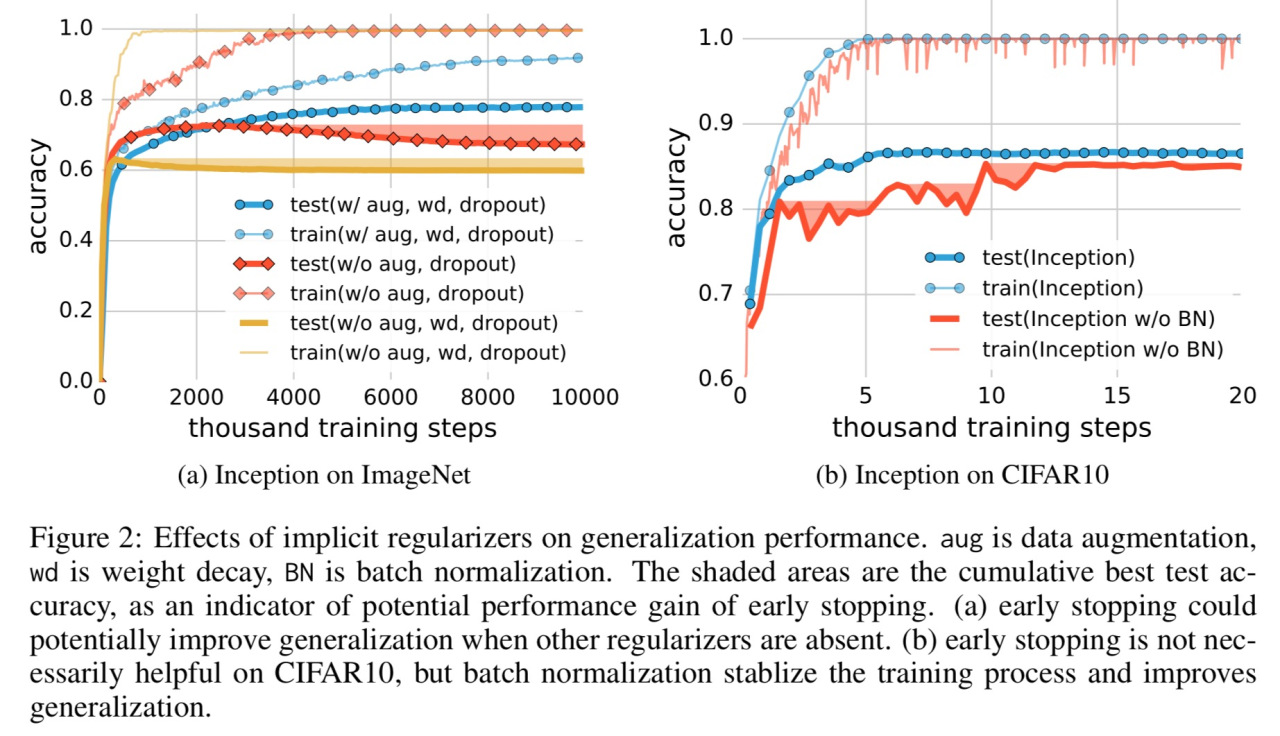 1.0
0.8
0.6
0.4
0.2
0.0
accuracy
test(w/ aug, wd, dropout)
train(w/ aug, wd, dropout)
test(w/o aug, dropout)
train(w/o aug, dropout)
test(w/o aug, wd, dropout)
train(w/o aug, wd, dropout)
0 2000 4000 6000 8000 10000
thousand training steps
(a) Inception on ImageNet
1.0
0.9
0.8
0.7
0.6
accuracy
test(Inception)
train(Inception)
test(Inception w/o BN)
train(Inception w/o BN)
0 5 10 15 20
thousand training steps
(b) Inception on CIFAR10
Figure 2: Effects of implicit regularizers on generalization performance. aug is data augmentation,
wd is weight decay, BN is batch normalization. The shaded areas are the cumulative best test ac-
curacy, as an indicator of potential performance gain of early stopping. (a) early stopping could
potentially improve generalization when other regularizers are absent. (b) early stopping is not nec-
essarily helpful on CIFAR10, but batch normalization stablize the training process and improves
generalization.